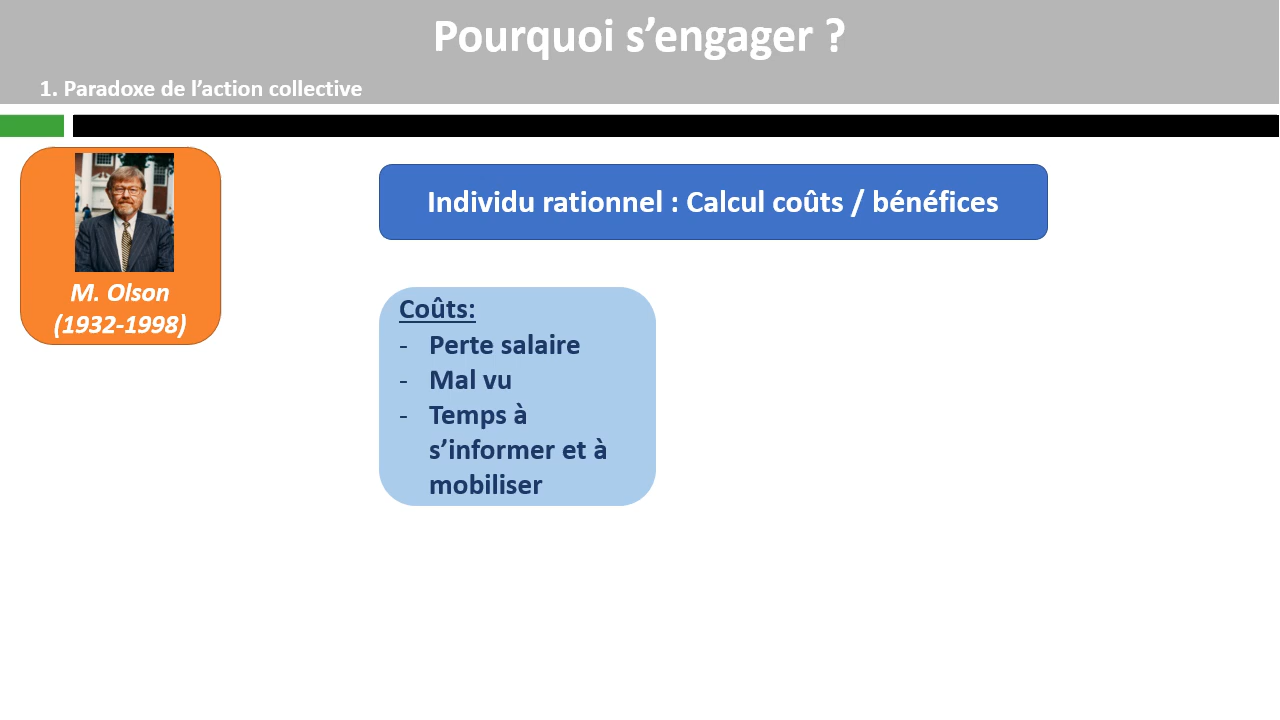 Pourquoi s’engager ?
1. Paradoxe de l’action collective
M. Olson
(1932-1998)
Individu rationnel : Calcul coûts / bénéfices
Coûts:
- Perte salaire
- Mal vu
- Temps à
s’informer et à
mobiliser